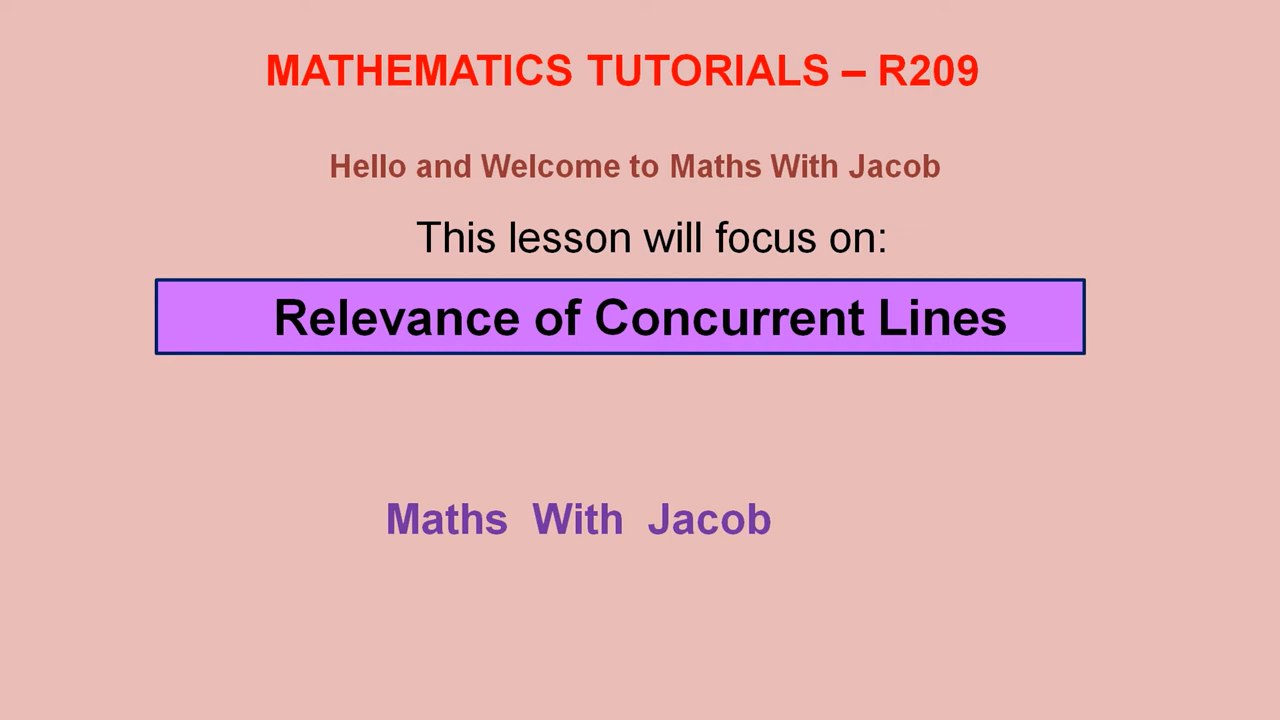 MATHEMATICS TUTORIALS – R209
Hello and Welcome to Maths With Jacob
This lesson will focus on:
Relevance of Concurrent Lines
Maths With Jacob